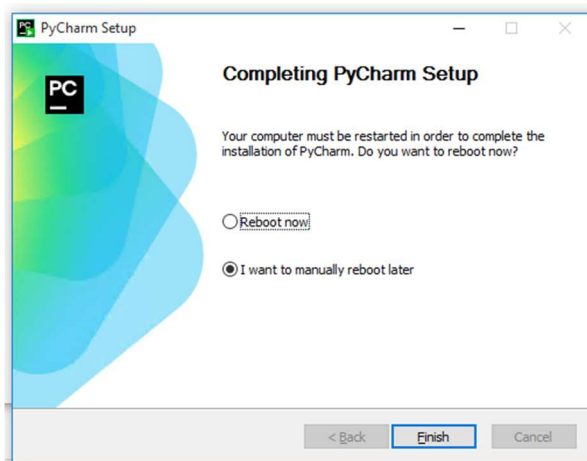 PyCharm Setup
PC
Completing PyCharm Setup
Your computer must be restarted in order to complete the
installation of PyCharm. Do you want to reboot now?
Reboot now
I want to manually reboot later
< Back
Finish
Cancel